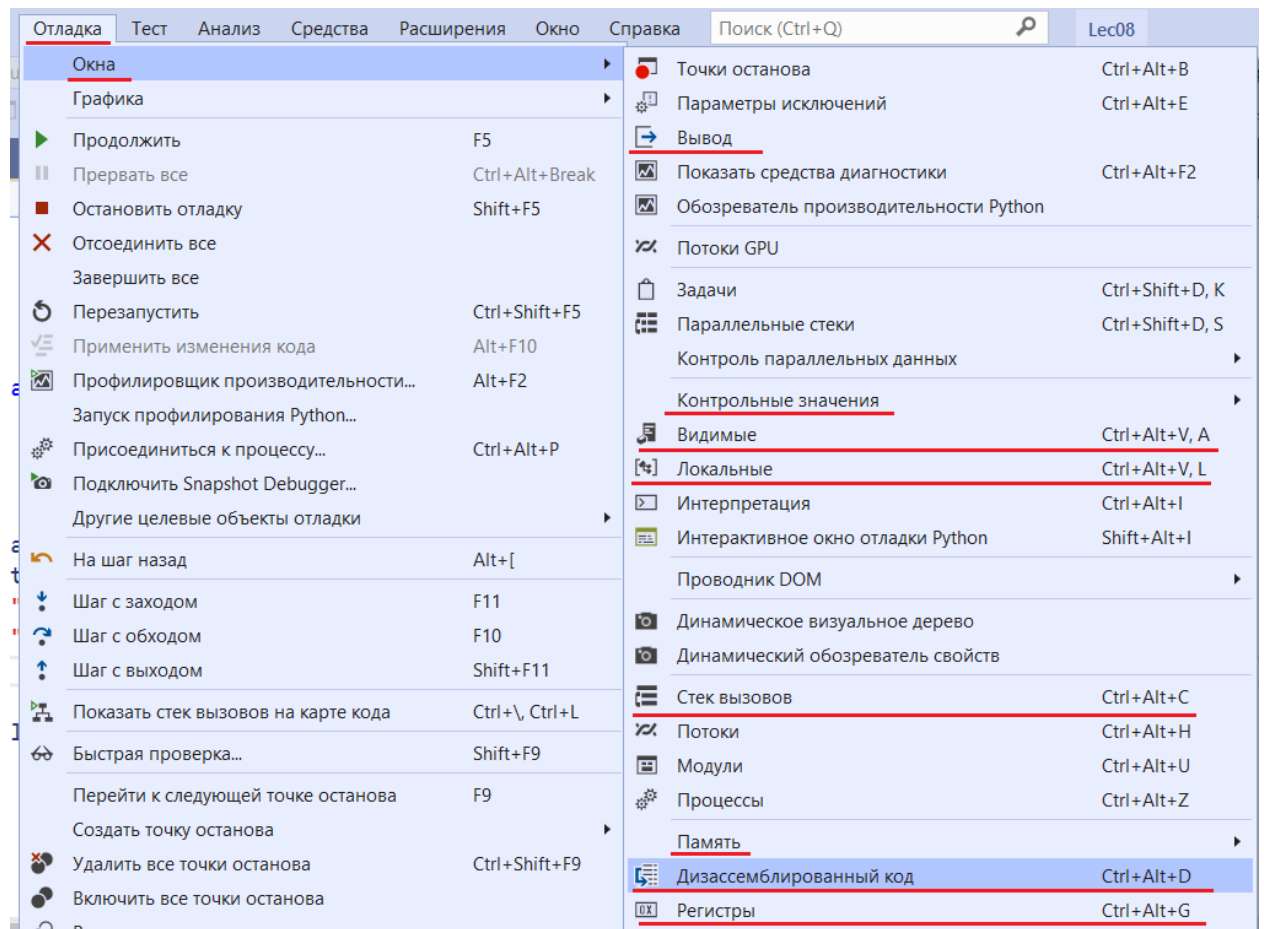 Отладка Тест Анализ Средства Расширения Окно Справка Поиск (Ctrl+Q) Lec08
Окна
Графика
Продолжить F5
Прервать все Ctrl+Alt+Break
Остановить отладку Shift+F5
Отсоединить все
Завершить все
Перезапустить Ctrl+Shift+F5
Применить изменения кода Alt+F10
Профилировщик производительности... Alt+F2
Запуск профилирования Python...
Присоединиться к процессу... Ctrl+Alt+P
Подключить Snapshot Debugger...
Другие целевые объекты отладки
На шаг назад Alt+[
Шаг с заходом F11
Шаг с обходом F10
Шаг с выходом Shift+F11
Показать стек вызовов на карте кода Ctrl+\, Ctrl+L
Быстрая проверка... Shift+F9
Перейти к следующей точке останова F9
Создать точку останова
Удалить все точки останова Ctrl+Shift+F9
Включить все точки останова
Точки останова Ctrl+Alt+B
Параметры исключений Ctrl+Alt+E
Вывод
Показать средства диагностики Ctrl+Alt+F2
Обозреватель производительности Python
Потоки GPU
Задачи Ctrl+Shift+D, K
Параллельные стеки Ctrl+Shift+D, S
Контроль параллельных данных
Контрольные значения
Видимые Ctrl+Alt+V, A
Локальные Ctrl+Alt+V, L
Интерпретация Ctrl+Alt+I
Интерактивное окно отладки Python Shift+Alt+I
Проводник DOM
Динамическое визуальное дерево
Динамический обозреватель свойств
Стек вызовов Ctrl+Alt+C
Потоки Ctrl+Alt+H
Модули Ctrl+Alt+U
Процессы Ctrl+Alt+Z
Память
Дизассемблированный код Ctrl+Alt+D
Регистры Ctrl+Alt+G